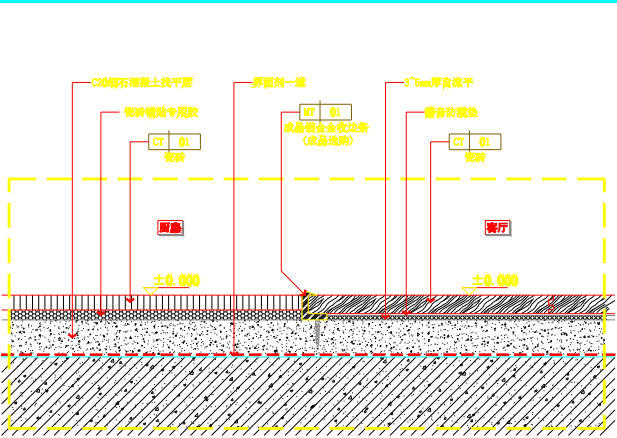 C20细石混凝土找平层
界面剂一道
3~5mm厚自流平
瓷砖铺贴专用胶
MT 01
静音防潮垫
成品铝合金收边条
(成品选购)
CT 01
瓷砖
CT 01
瓷砖
厨房
客厅
±0.000
±0.000